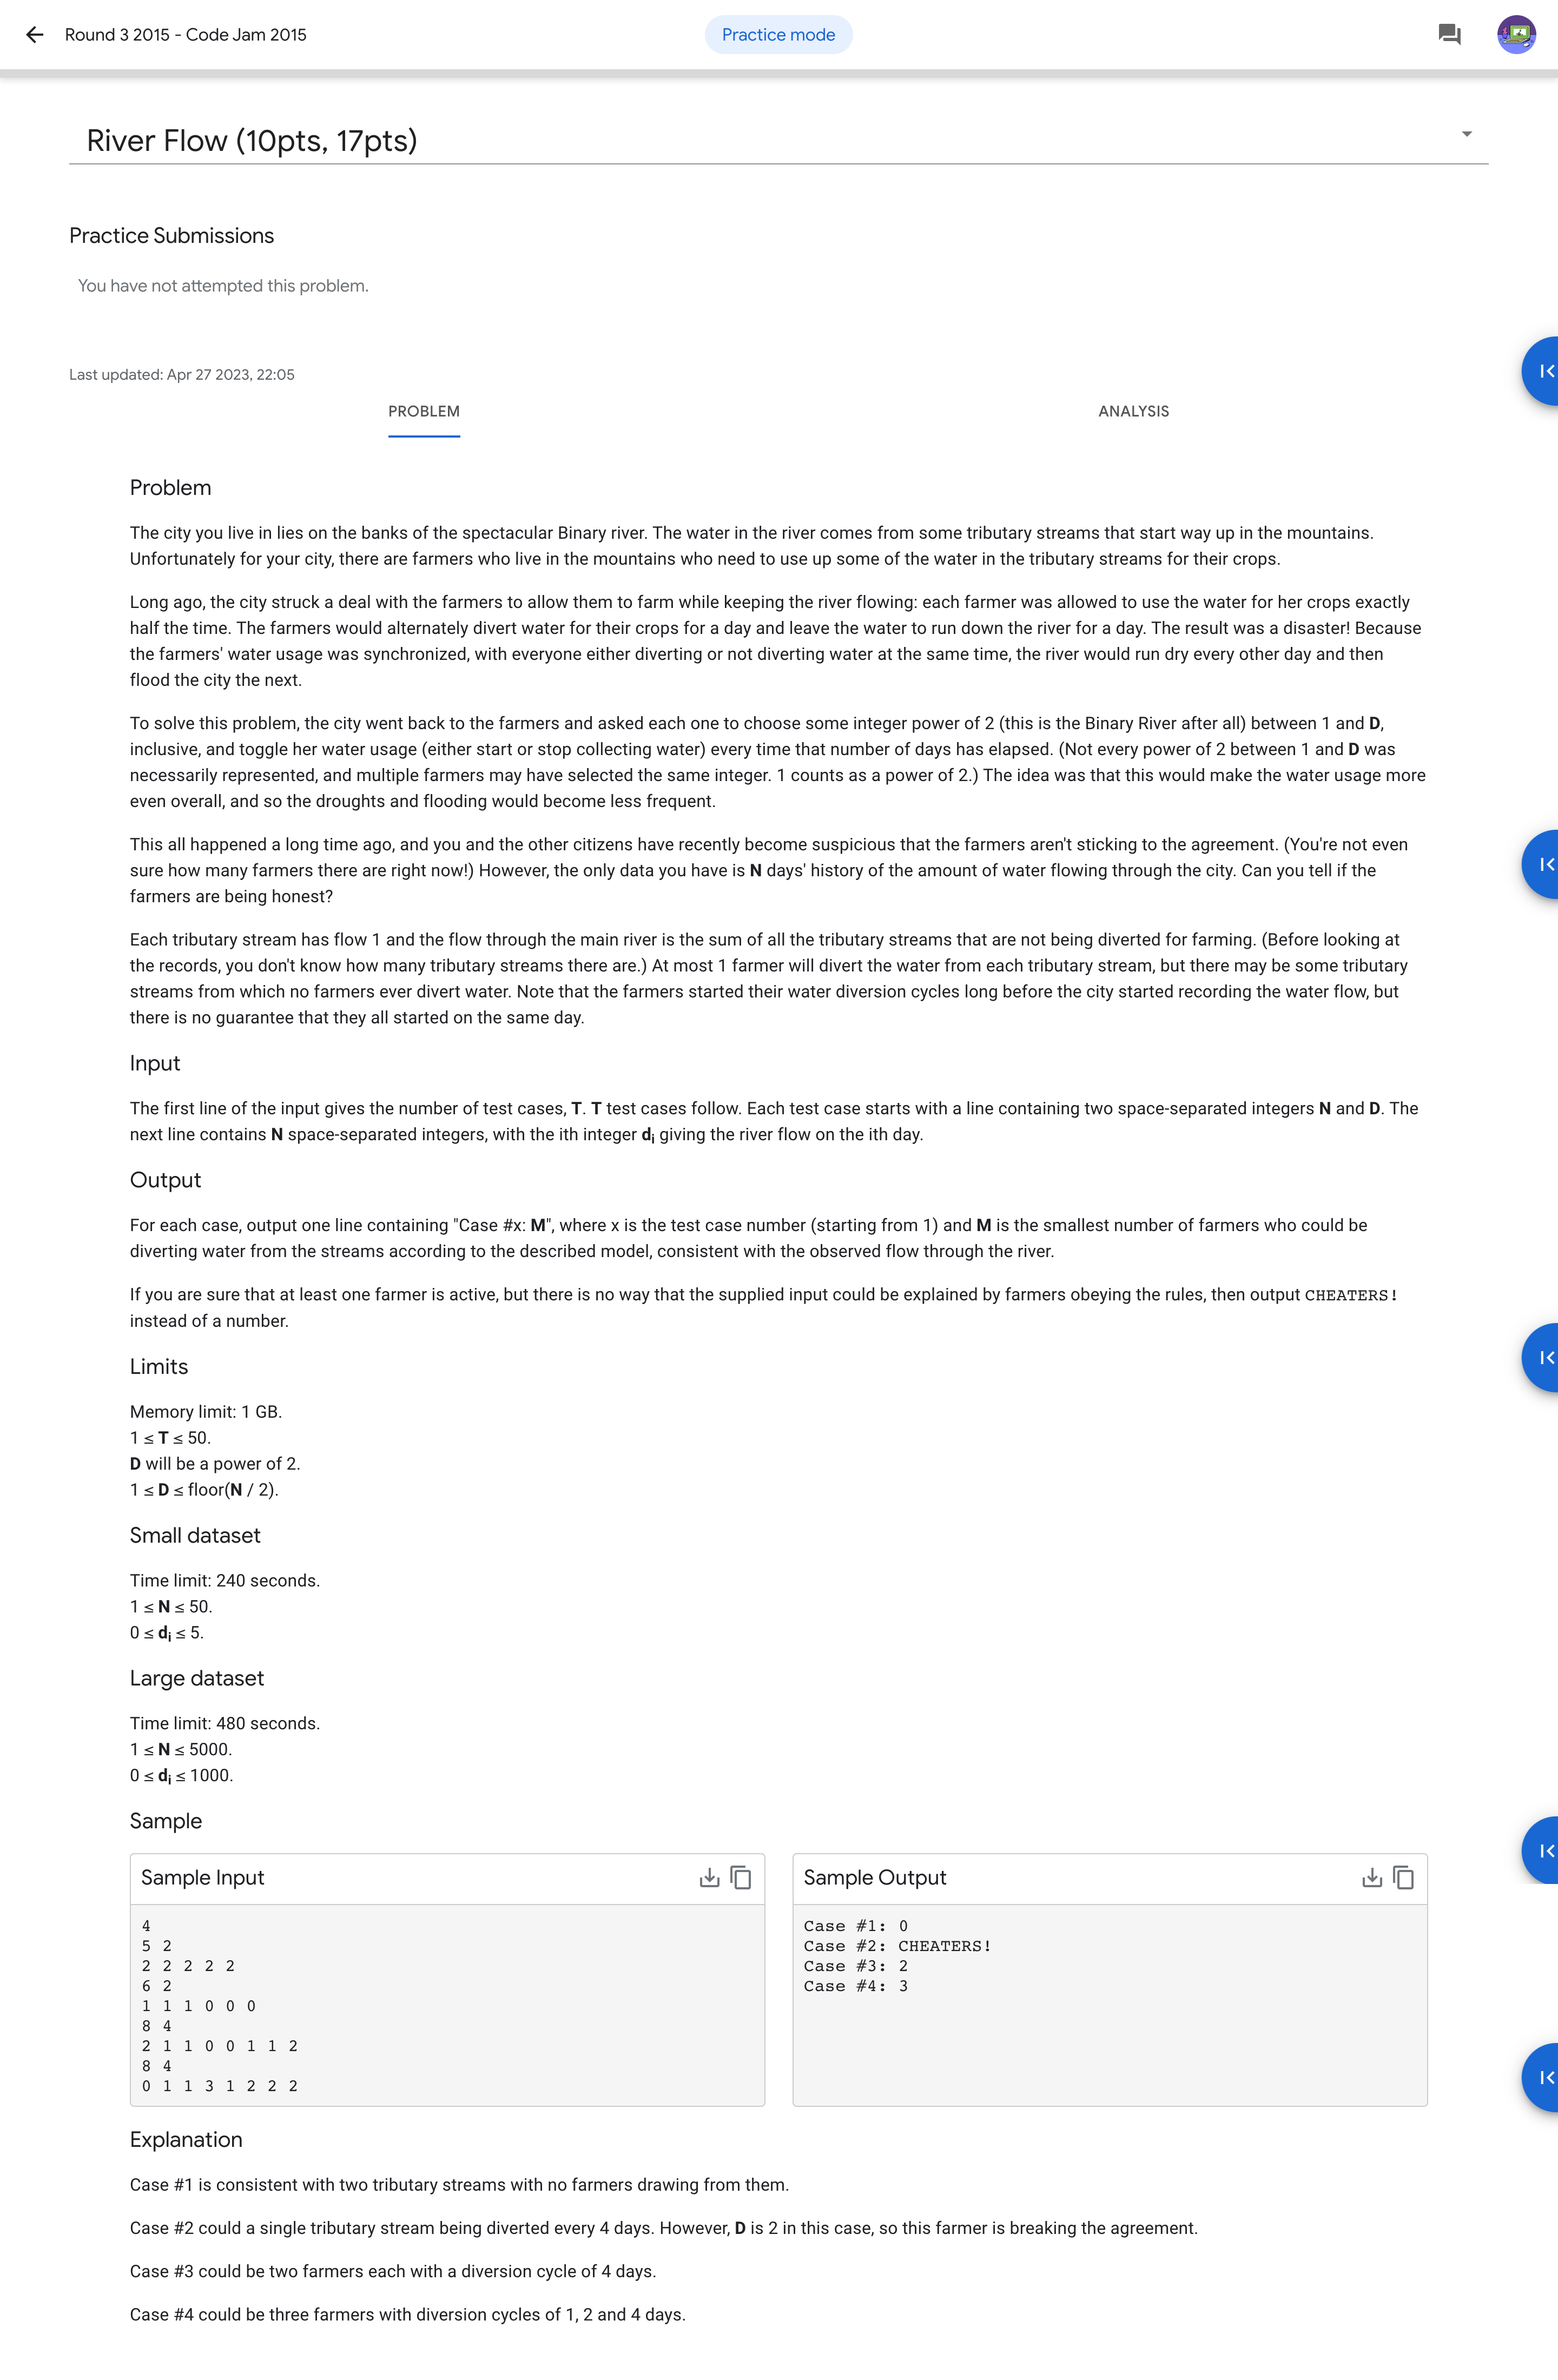 Round 3 2015 - Code Jam 2015
Practice mode
River Flow (10pts, 17pts)
Practice Submissions
You have not attempted this problem.
Last updated: Apr 27 2023, 22:05
PROBLEM
ANALYSIS
Problem
The city you live in lies on the banks of the spectacular Binary river. The water in the river comes from some tributary streams that start way up in the mountains.
Unfortunately for your city, there are farmers who live in the mountains who need to use up some of the water in the tributary streams for their crops.
Long ago, the city struck a deal with the farmers to allow them to farm while keeping the river flowing: each farmer was allowed to use the water for her crops exactly
half the time. The farmers would alternately divert water for their crops for a day and leave the water to run down the river for a day. The result was a disaster! Because
the farmers' water usage was synchronized, with everyone either diverting or not diverting water at the same time, the river would run dry every other day and then
flood the city the next.
To solve this problem, the city went back to the farmers and asked each one to choose some integer power of 2 (this is the Binary River after all) between 1 and D,
inclusive, and toggle her water usage (either start or stop collecting water) every time that number of days has elapsed. (Not every power of 2 between 1 and D was
necessarily represented, and multiple farmers may have selected the same integer. 1 counts as a power of 2.) The idea was that this would make the water usage more
even overall, and so the droughts and flooding would become less frequent.
This all happened a long time ago, and you and the other citizens have recently become suspicious that the farmers aren't sticking to the agreement. (You're not even
sure how many farmers there are right now!) However, the only data you have is N days' history of the amount of water flowing through the city. Can you tell if the
farmers are being honest?
Each tributary stream has flow 1 and the flow through the main river is the sum of all the tributary streams that are not being diverted for farming. (Before looking at
the records, you don't know how many tributary streams there are.) At most 1 farmer will divert the water from each tributary stream, but there may be some tributary
streams from which no farmers ever divert water. Note that the farmers started their water diversion cycles long before the city started recording the water flow, but
there is no guarantee that they all started on the same day.
Input
The first line of the input gives the number of test cases, T. T test cases follow. Each test case starts with a line containing two space-separated integers N and D. The
next line contains N space-separated integers, with the ith integer di giving the river flow on the ith day.
Output
For each case, output one line containing "Case #x: M", where x is the test case number (starting from 1) and M is the smallest number of farmers who could be
diverting water from the streams according to the described model, consistent with the observed flow through the river.
If you are sure that at least one farmer is active, but there is no way that the supplied input could be explained by farmers obeying the rules, then output CHEATERS!
instead of a number.
Limits
Memory limit: 1 GB.
1 ≤ T ≤ 50.
D will be a power of 2.
1 ≤ D ≤ floor(N / 2).
Small dataset
Time limit: 240 seconds.
1 ≤ N ≤ 50.
0 ≤ di ≤ 5.
Large dataset
Time limit: 480 seconds.
1 ≤ N ≤ 5000.
0 ≤ di ≤ 1000.
Sample
Sample Input
4
5 2
2 2 2 2 2
6 2
1 1 1 0 0 0
8 4
2 1 1 0 0 1 1 2
8 4
0 1 1 3 1 2 2 2
Sample Output
Case #1: 0
Case #2: CHEATERS!
Case #3: 2
Case #4: 3
Explanation
Case #1 is consistent with two tributary streams with no farmers drawing from them.
Case #2 could a single tributary stream being diverted every 4 days. However, D is 2 in this case, so this farmer is breaking the agreement.
Case #3 could be two farmers each with a diversion cycle of 4 days.
Case #4 could be three farmers with diversion cycles of 1, 2 and 4 days.